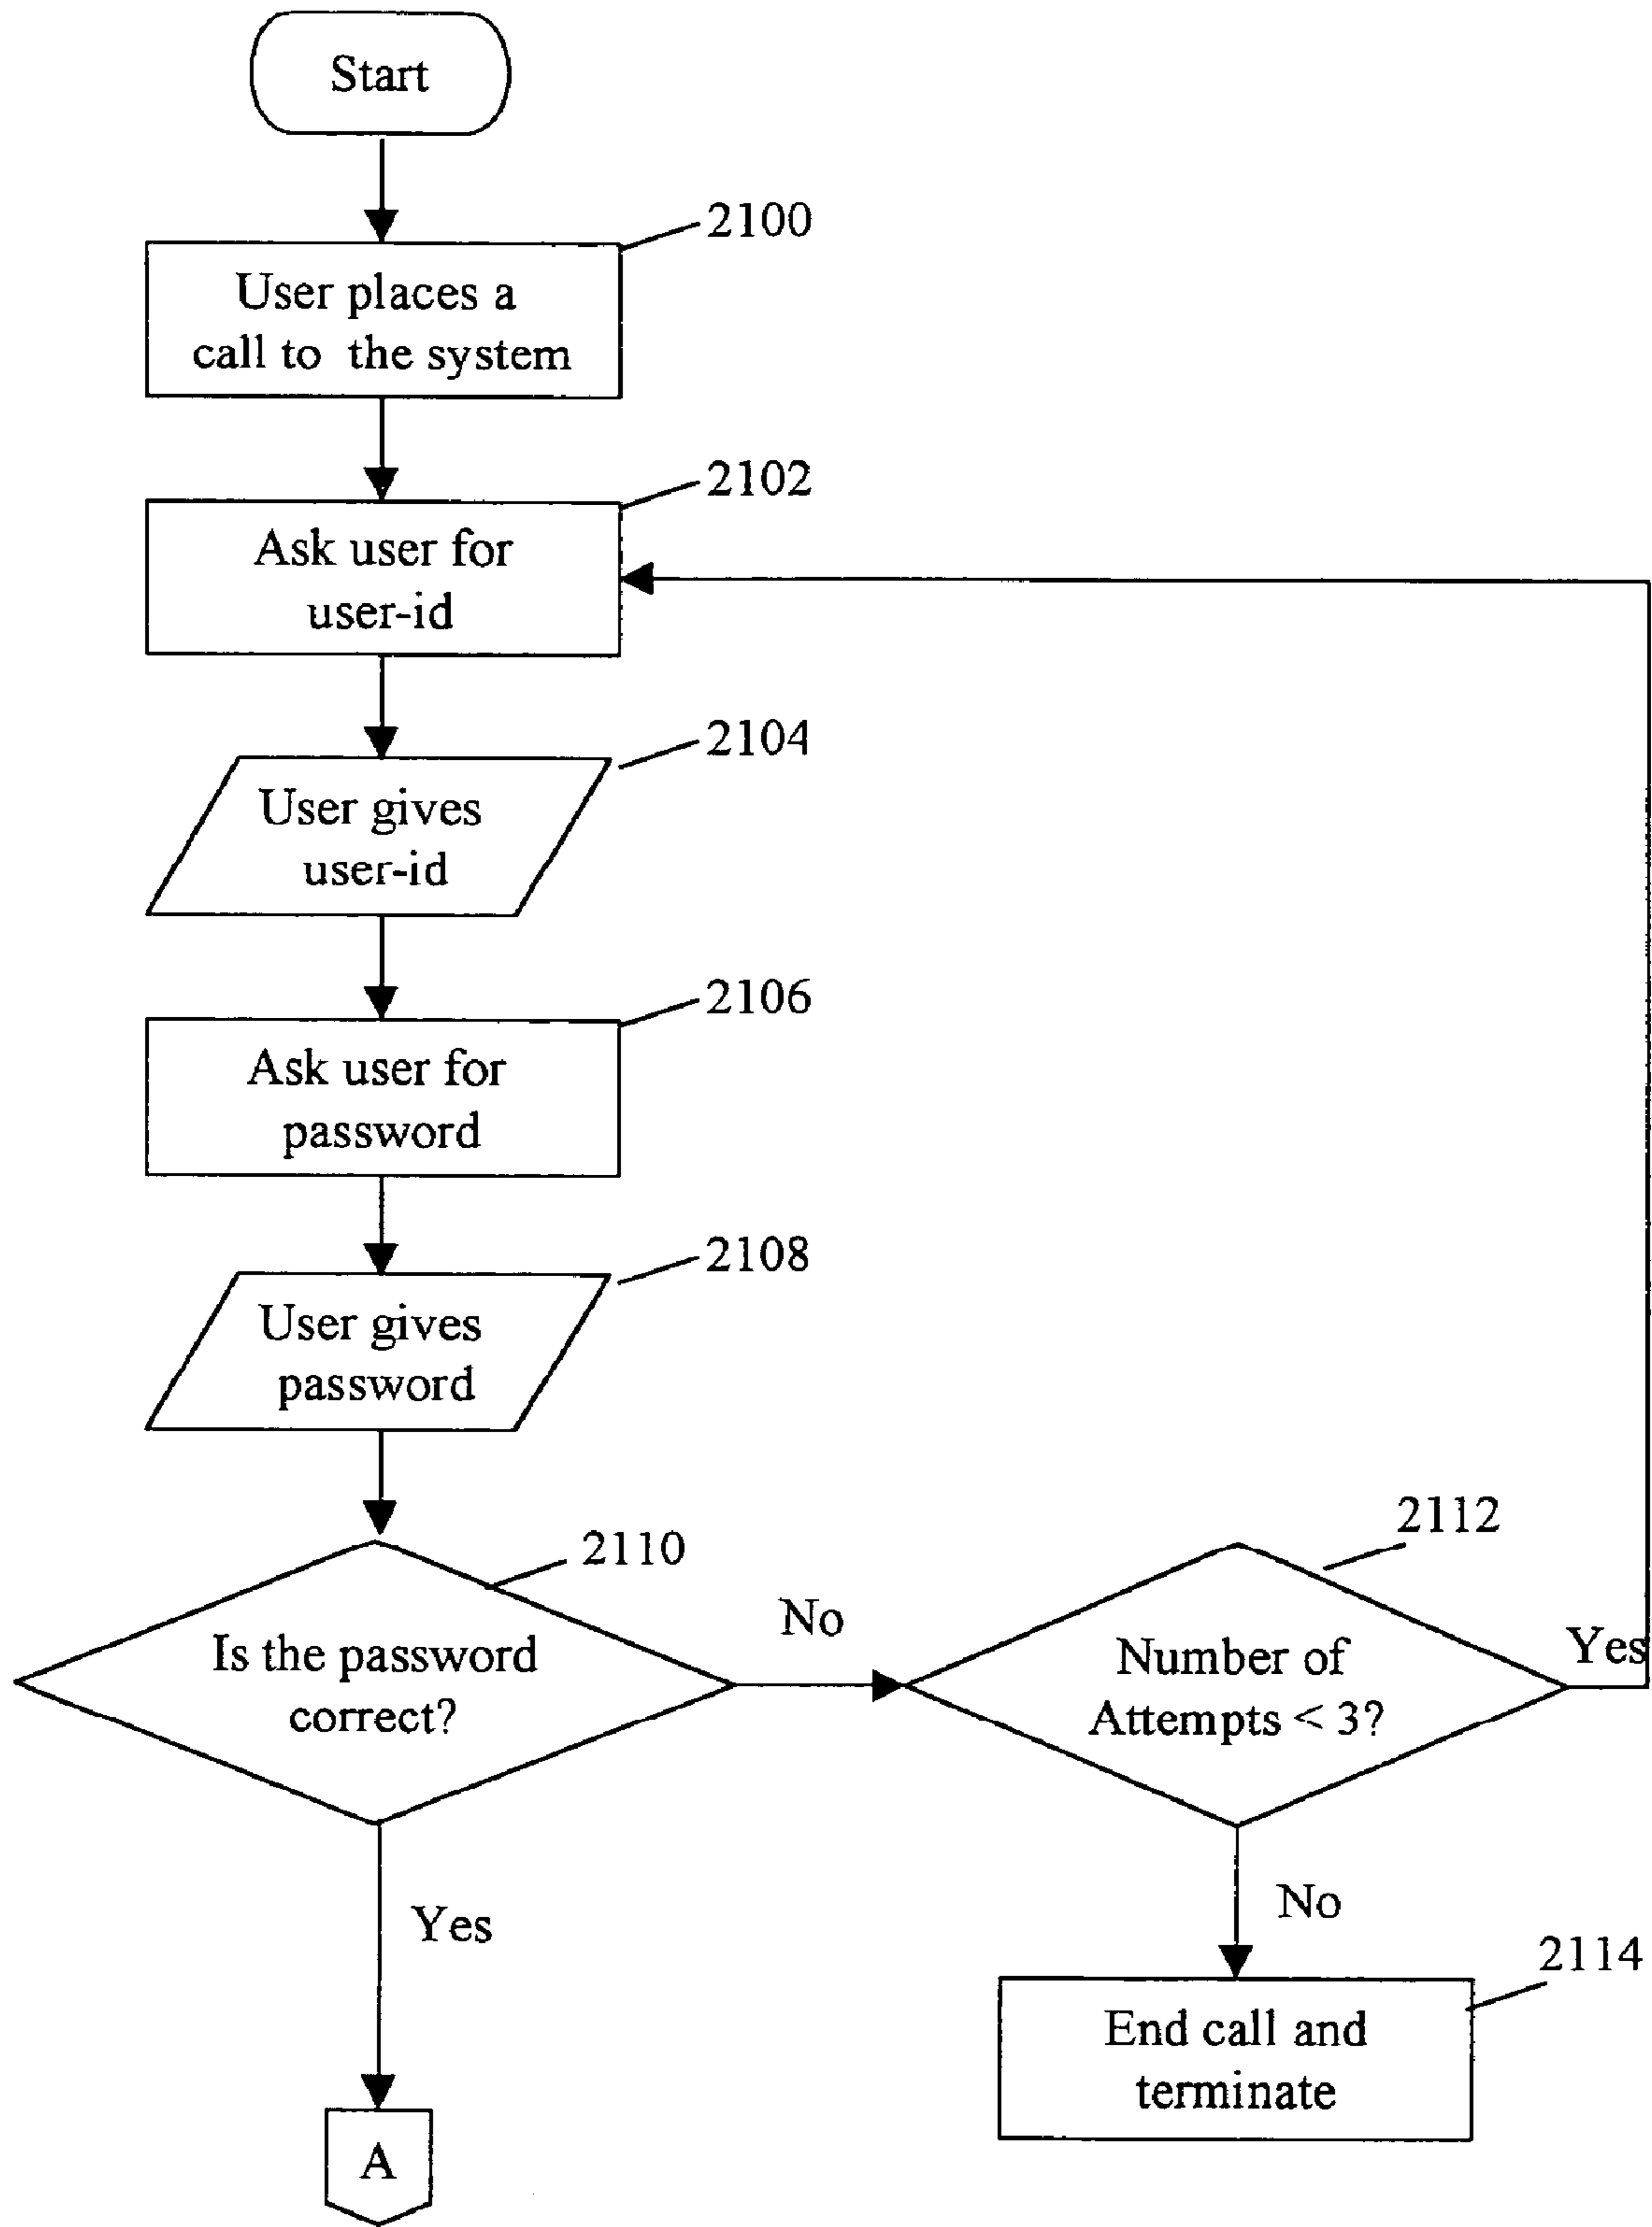 Start
2100
User places a
call to the system
2102
Ask user for
user-id
2104
User gives
user-id
2106
Ask user for
password
2108
User gives
password
2110
Is the password
correct?
No
2112
Number of
Attempts < 3?
Yes
Yes
No
2114
End call and
terminate
A